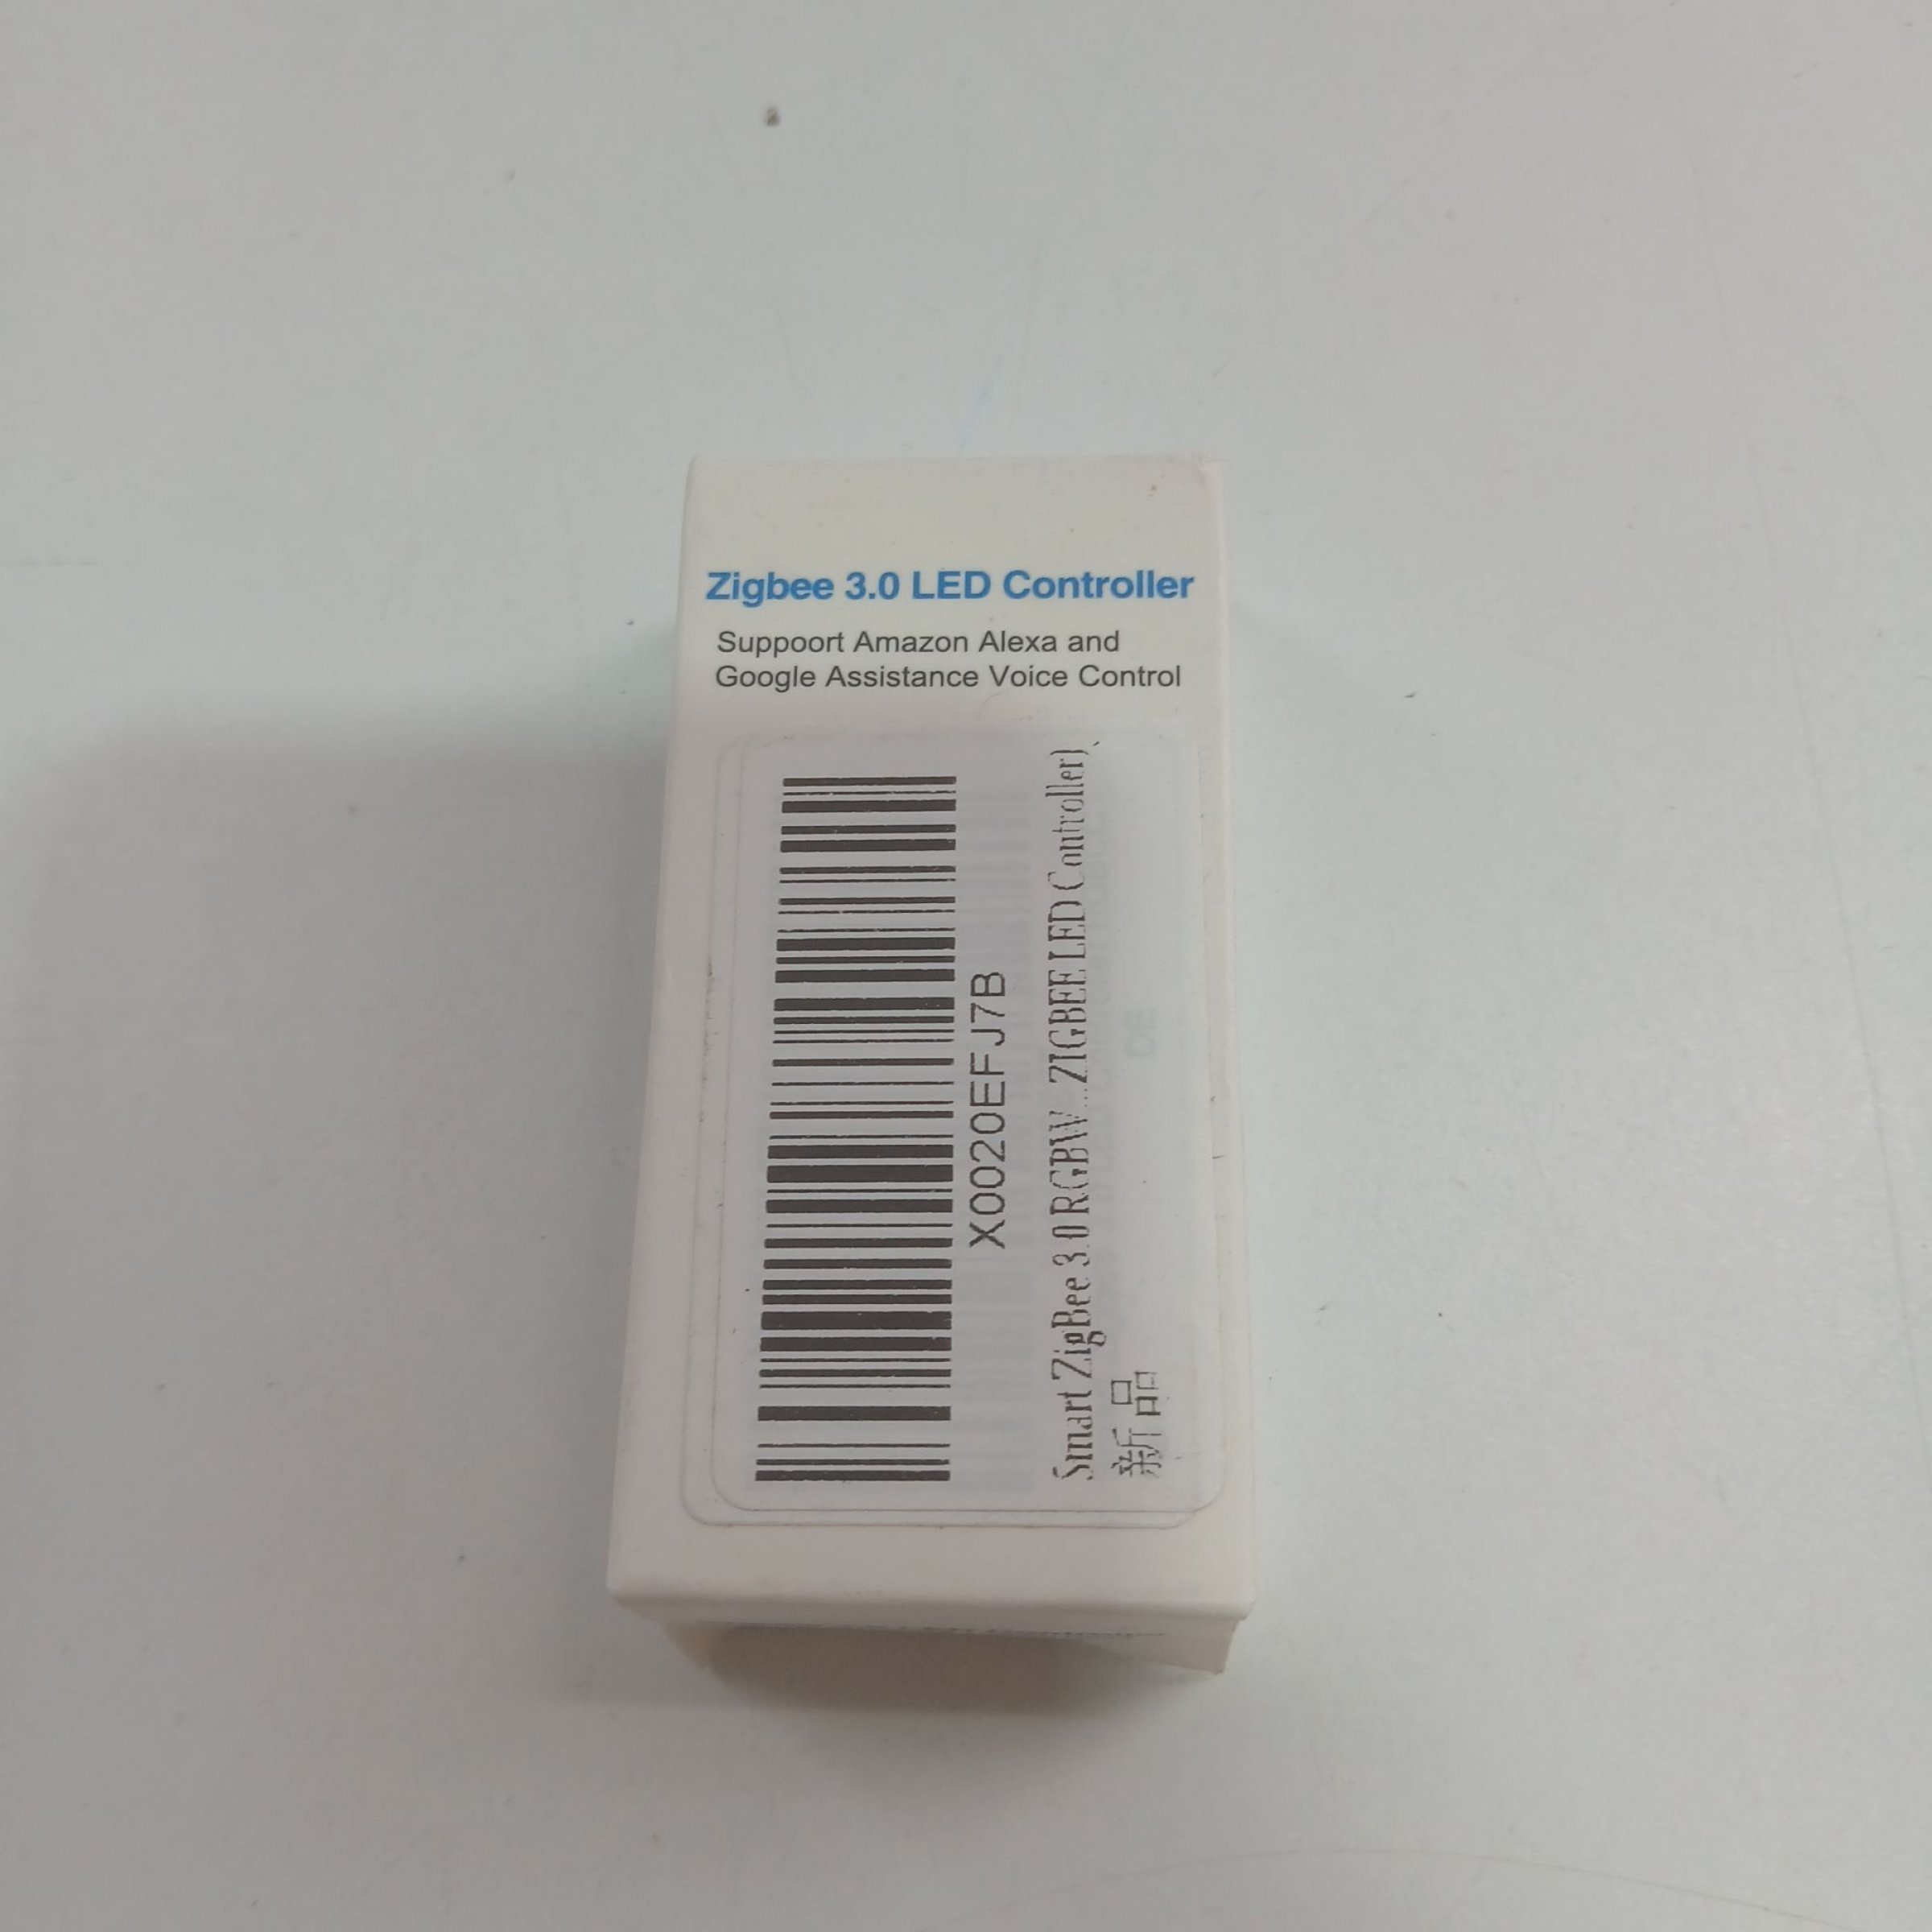 Zigbee 3.0 LED Controller
Suppoort Amazon Alexa and
Google Assistance Voice Control
X0020EFJ7B
Smart ZigBee 3.0 RGBW...ZIGBEE LED Controller)
新品